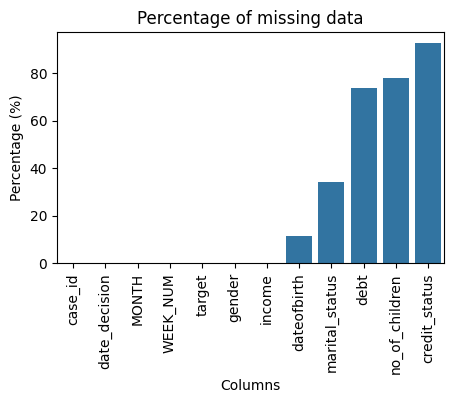 Percentage of missing data
Percentage (%)
80
60
40
20
0
case_id
date_decision
MONTH
WEEK_NUM
target
gender
income
dateofbirth
marital_status
debt
no_of_children
credit_status
Columns